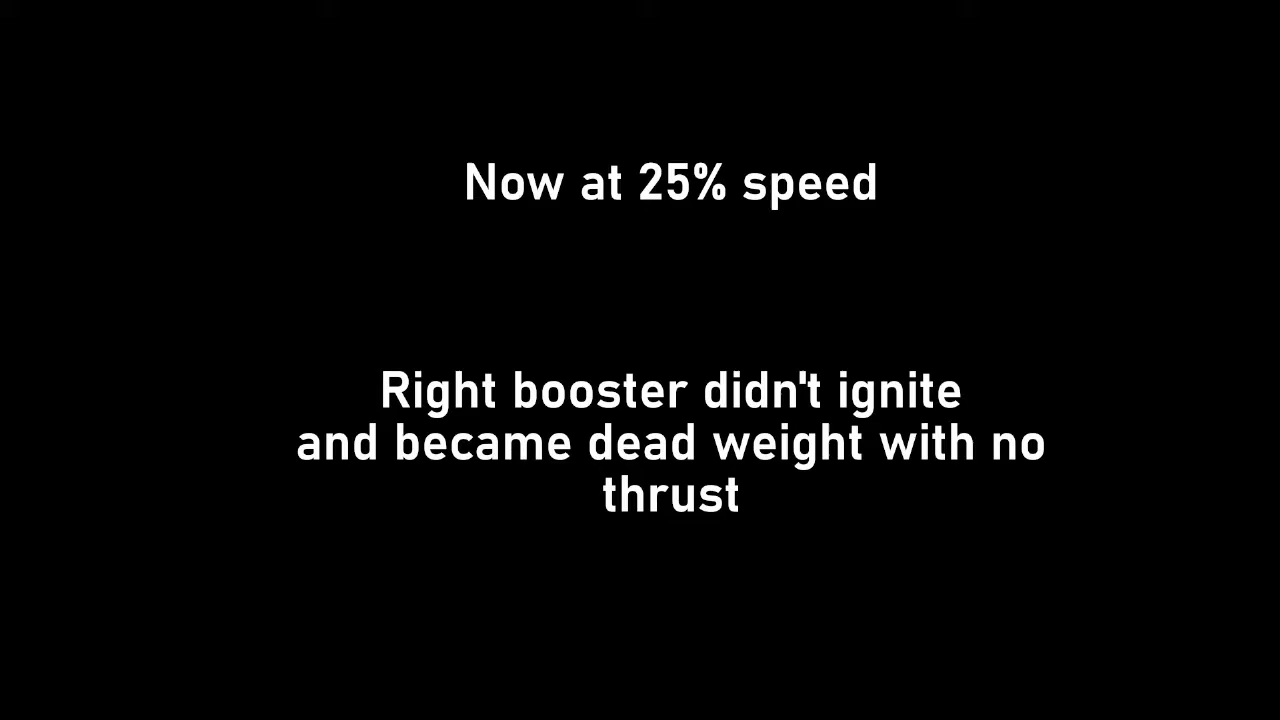 Now at 25% speed
Right booster didn't ignite
and became dead weight with no
thrust